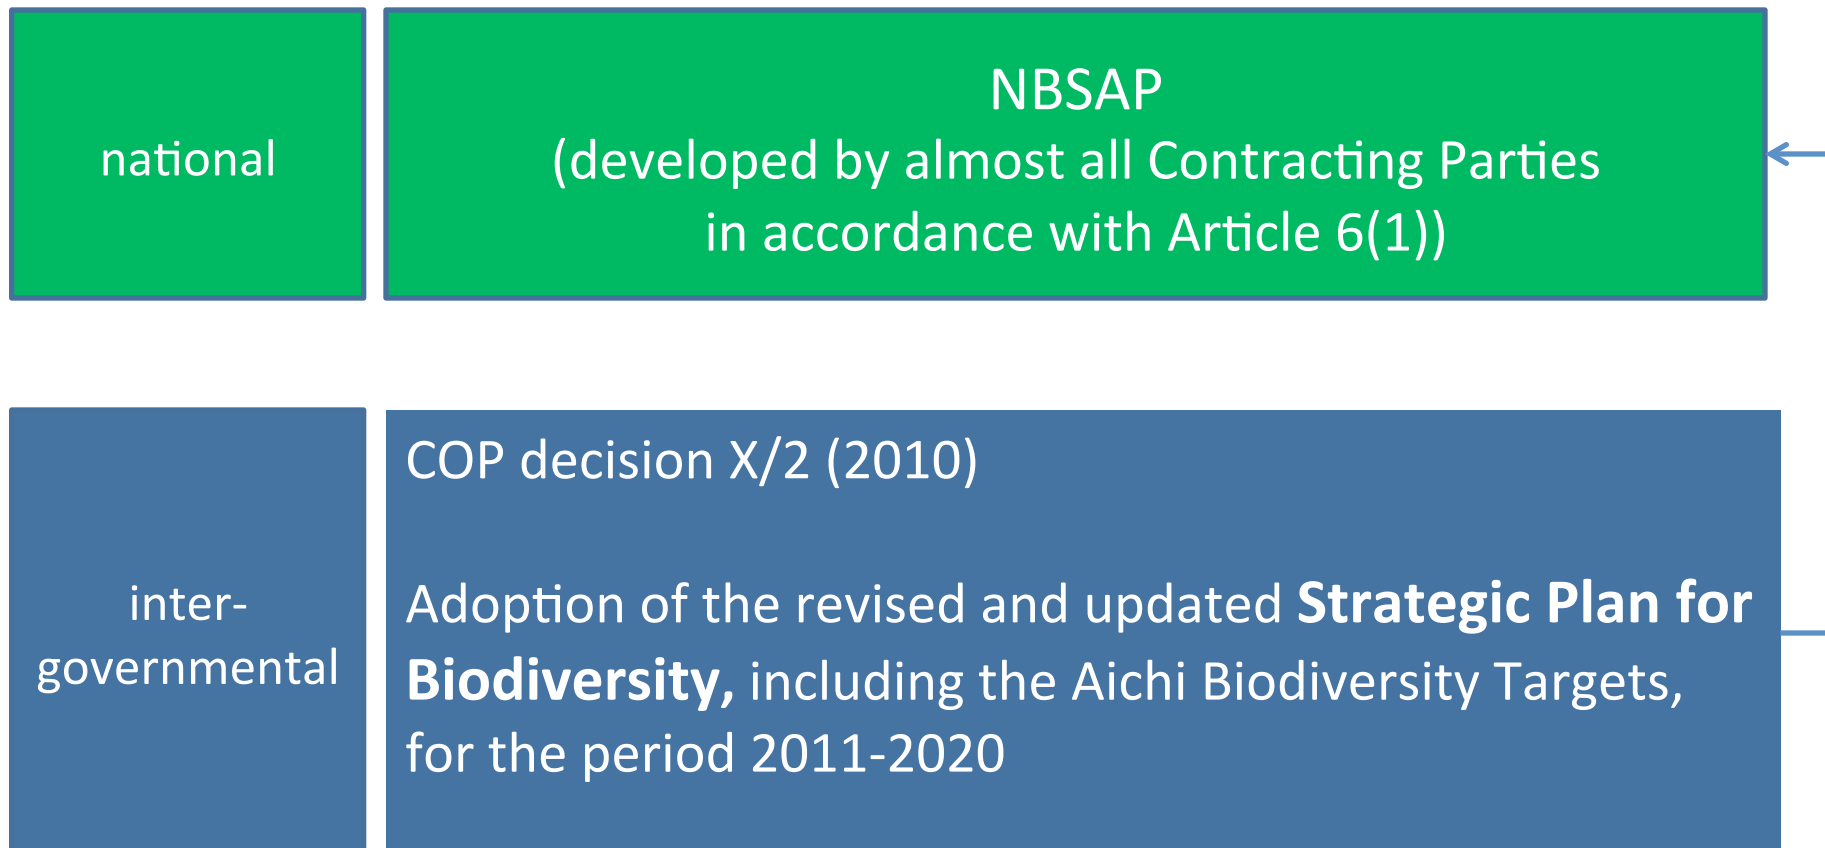 national
NBSAP
(developed by almost all Contracting Parties
in accordance with Article 6(1))
inter-
governmental
COP decision X/2 (2010)
Adoption of the revised and updated Strategic Plan for
Biodiversity, including the Aichi Biodiversity Targets,
for the period 2011-2020